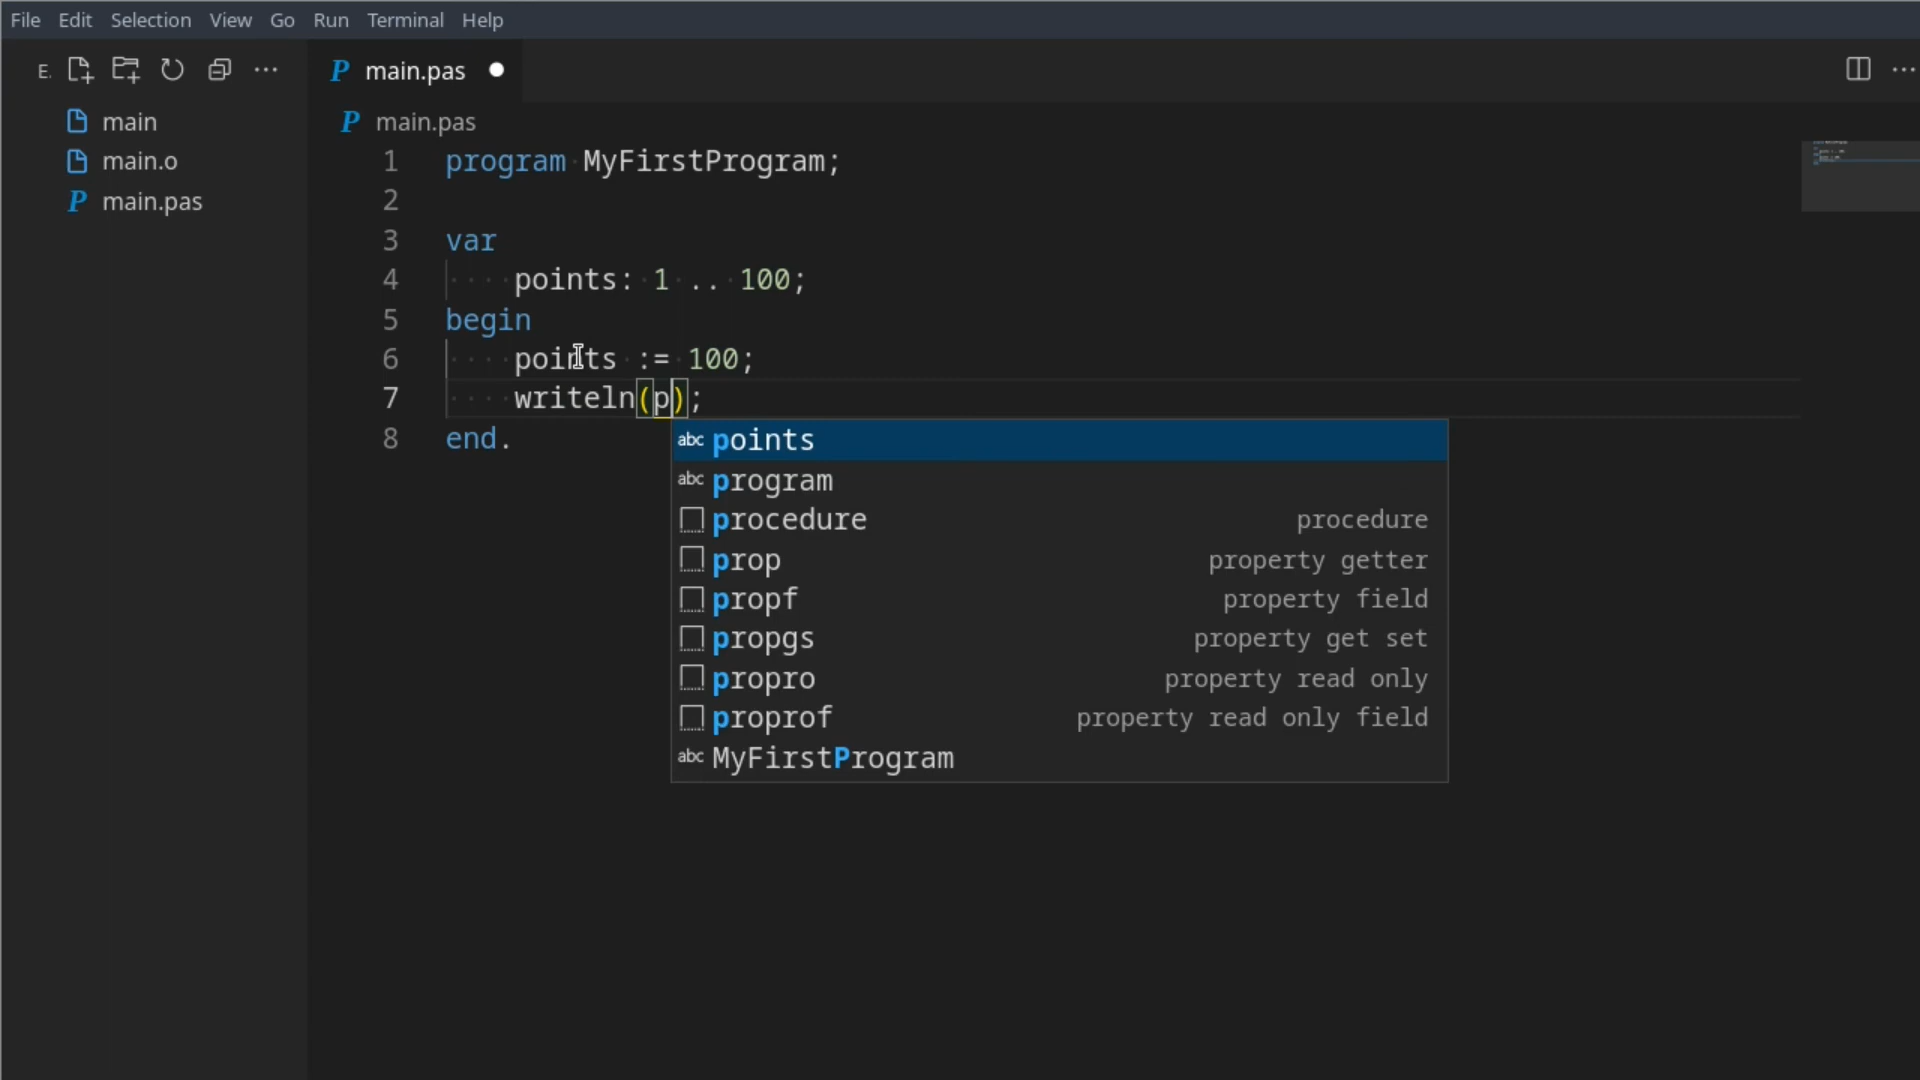 File Edit Selection View Go Run Terminal Help
E. main.pas
main main.pas
main.o
main.pas
1 program MyFirstProgram;
2
3 var
4 points: 1 .. 100;
5 begin
6 points := 100;
7 writeln(p);
8 end.
abc points
abc program
procedure procedure
prop property getter
propf property field
propgs property get set
propro property read only
proprof property read only field
abc MyFirstProgram